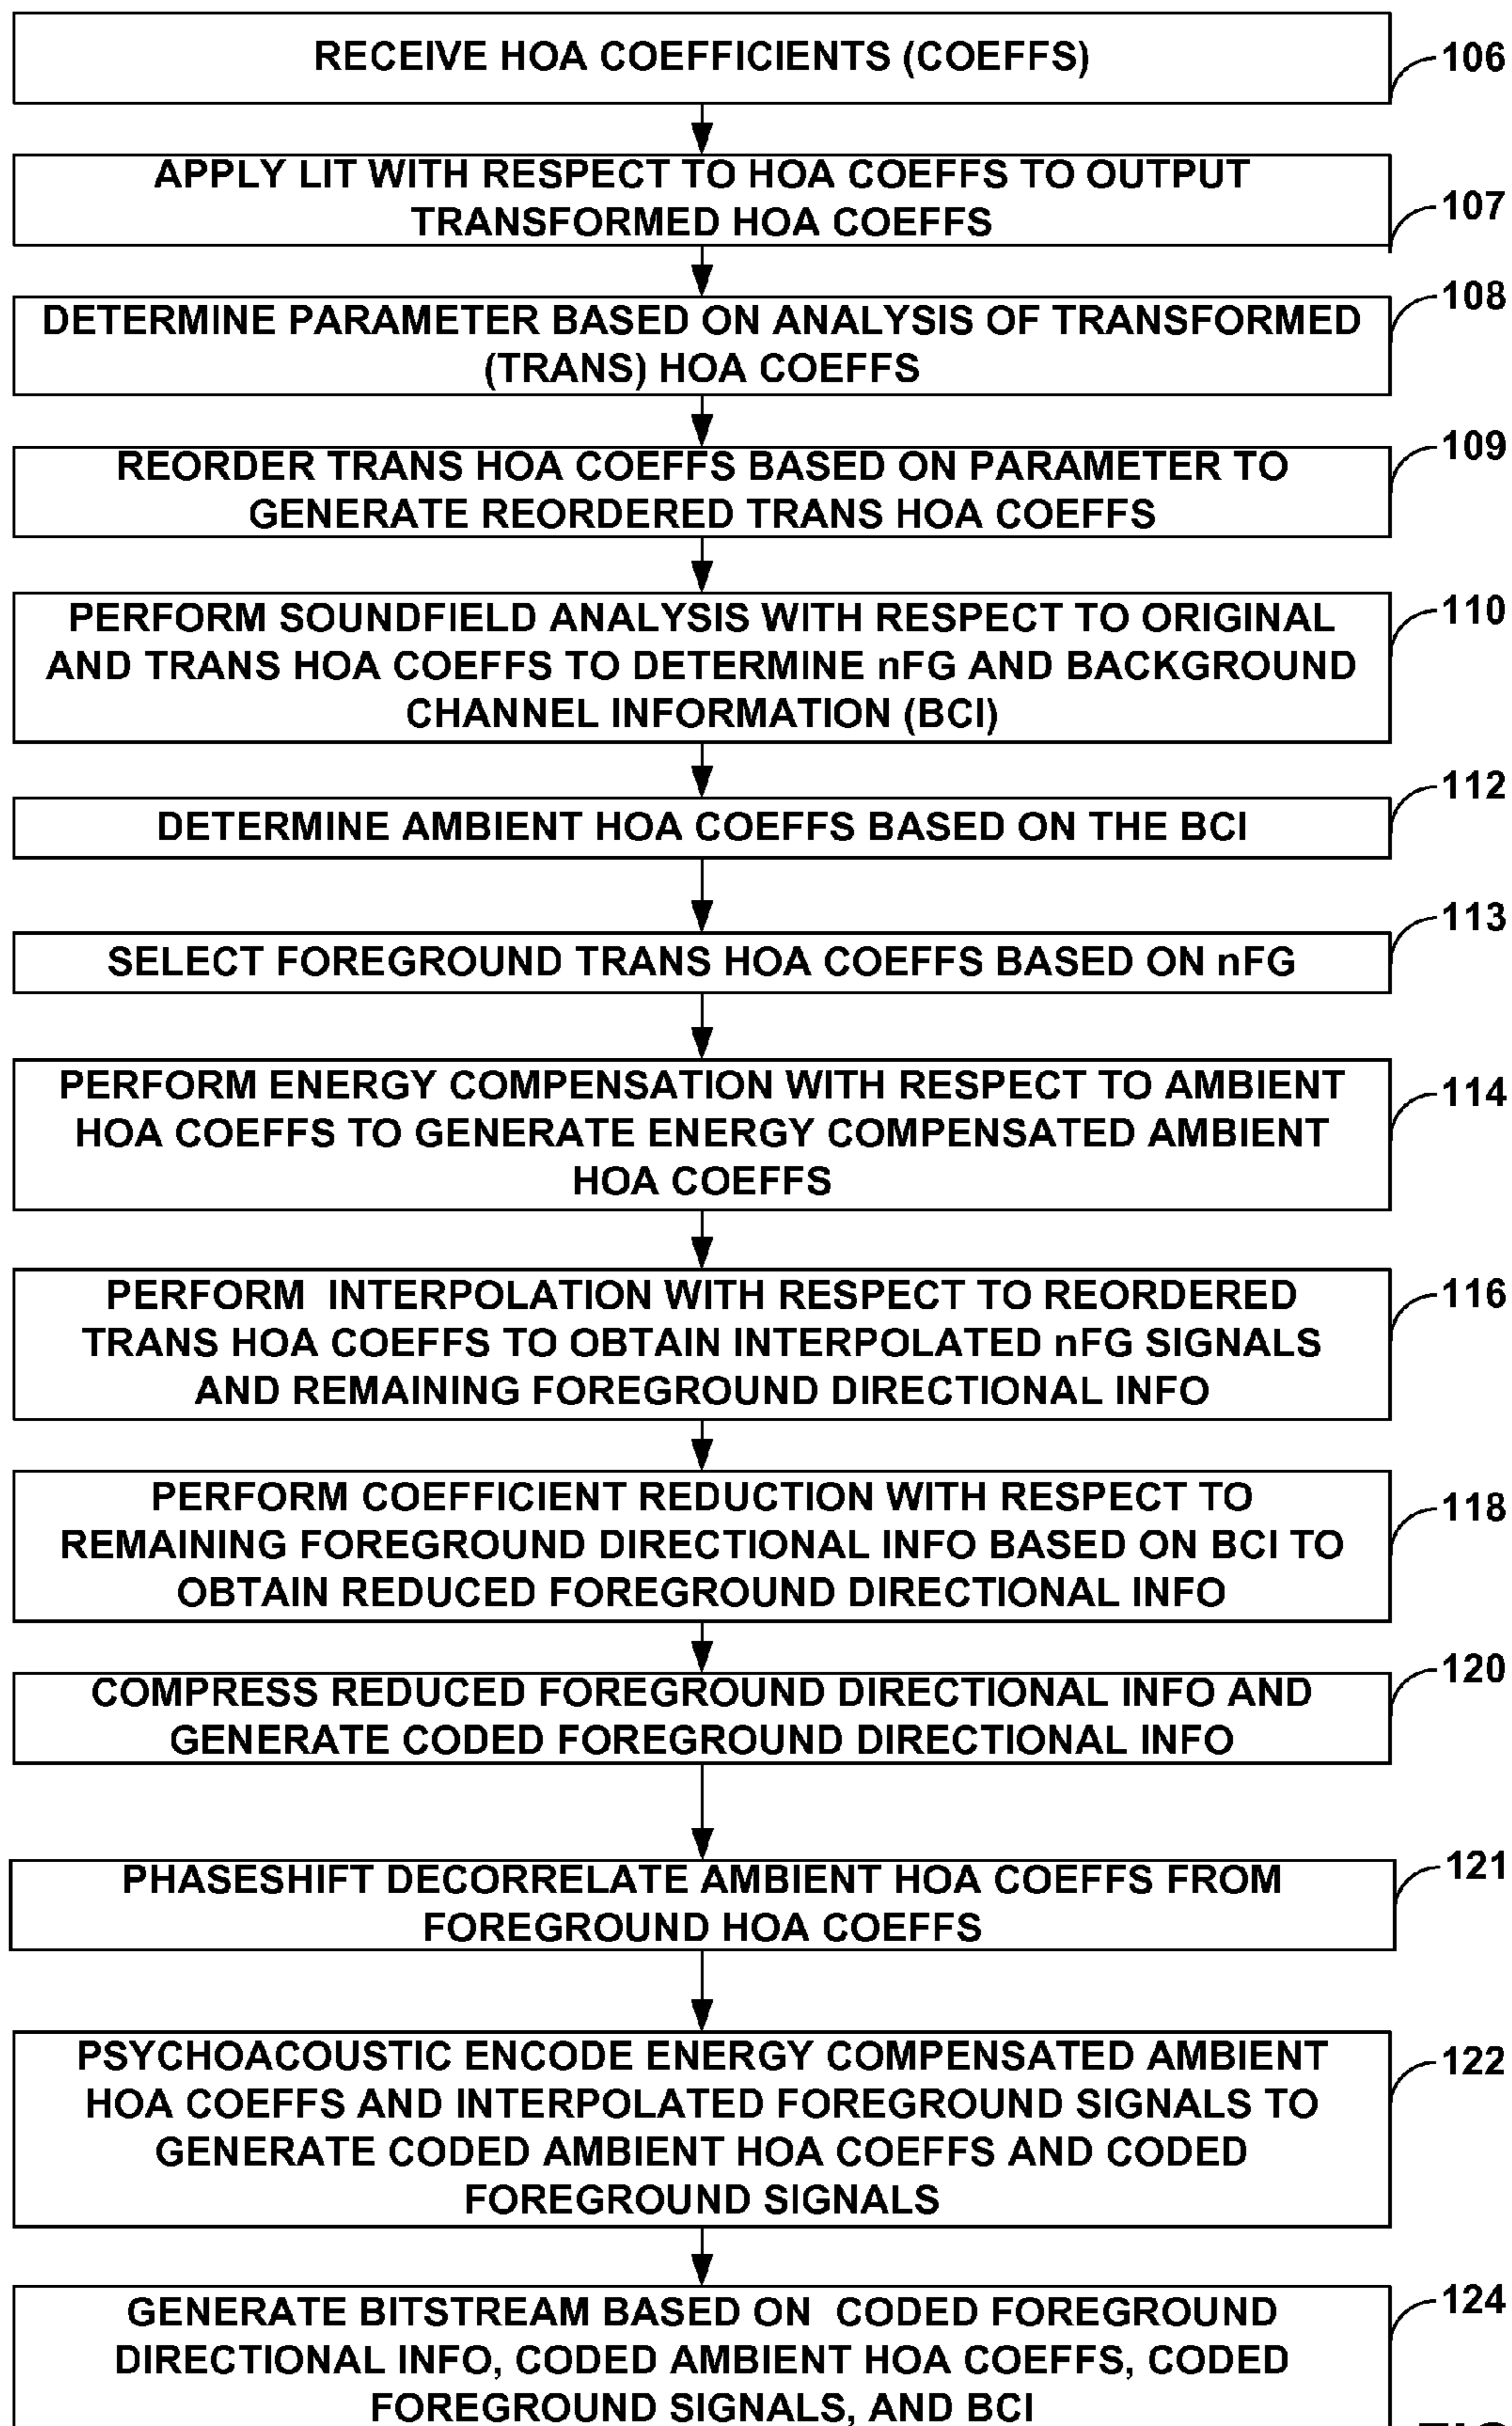 RECEIVE HOA COEFFICIENTS (COEFFS)
106
APPLY LIT WITH RESPECT TO HOA COEFFS TO OUTPUT
TRANSFORMED HOA COEFFS
107
DETERMINE PARAMETER BASED ON ANALYSIS OF TRANSFORMED
(TRANS) HOA COEFFS
108
REORDER TRANS HOA COEFFS BASED ON PARAMETER TO
GENERATE REORDERED TRANS HOA COEFFS
109
PERFORM SOUNDFIELD ANALYSIS WITH RESPECT TO ORIGINAL
AND TRANS HOA COEFFS TO DETERMINE nFG AND BACKGROUND
CHANNEL INFORMATION (BCI)
110
DETERMINE AMBIENT HOA COEFFS BASED ON THE BCI
112
SELECT FOREGROUND TRANS HOA COEFFS BASED ON nFG
113
PERFORM ENERGY COMPENSATION WITH RESPECT TO AMBIENT
HOA COEFFS TO GENERATE ENERGY COMPENSATED AMBIENT
HOA COEFFS
114
PERFORM INTERPOLATION WITH RESPECT TO REORDERED
TRANS HOA COEFFS TO OBTAIN INTERPOLATED nFG SIGNALS
AND REMAINING FOREGROUND DIRECTIONAL INFO
116
PERFORM COEFFICIENT REDUCTION WITH RESPECT TO
REMAINING FOREGROUND DIRECTIONAL INFO BASED ON BCI TO
OBTAIN REDUCED FOREGROUND DIRECTIONAL INFO
118
COMPRESS REDUCED FOREGROUND DIRECTIONAL INFO AND
GENERATE CODED FOREGROUND DIRECTIONAL INFO
120
PHASESHIFT DECORRELATE AMBIENT HOA COEFFS FROM
FOREGROUND HOA COEFFS
121
PSYCHOACOUSTIC ENCODE ENERGY COMPENSATED AMBIENT
HOA COEFFS AND INTERPOLATED FOREGROUND SIGNALS TO
GENERATE CODED AMBIENT HOA COEFFS AND CODED
FOREGROUND SIGNALS
122
GENERATE BITSTREAM BASED ON CODED FOREGROUND
DIRECTIONAL INFO, CODED AMBIENT HOA COEFFS, CODED
FOREGROUND SIGNALS, AND BCI
124